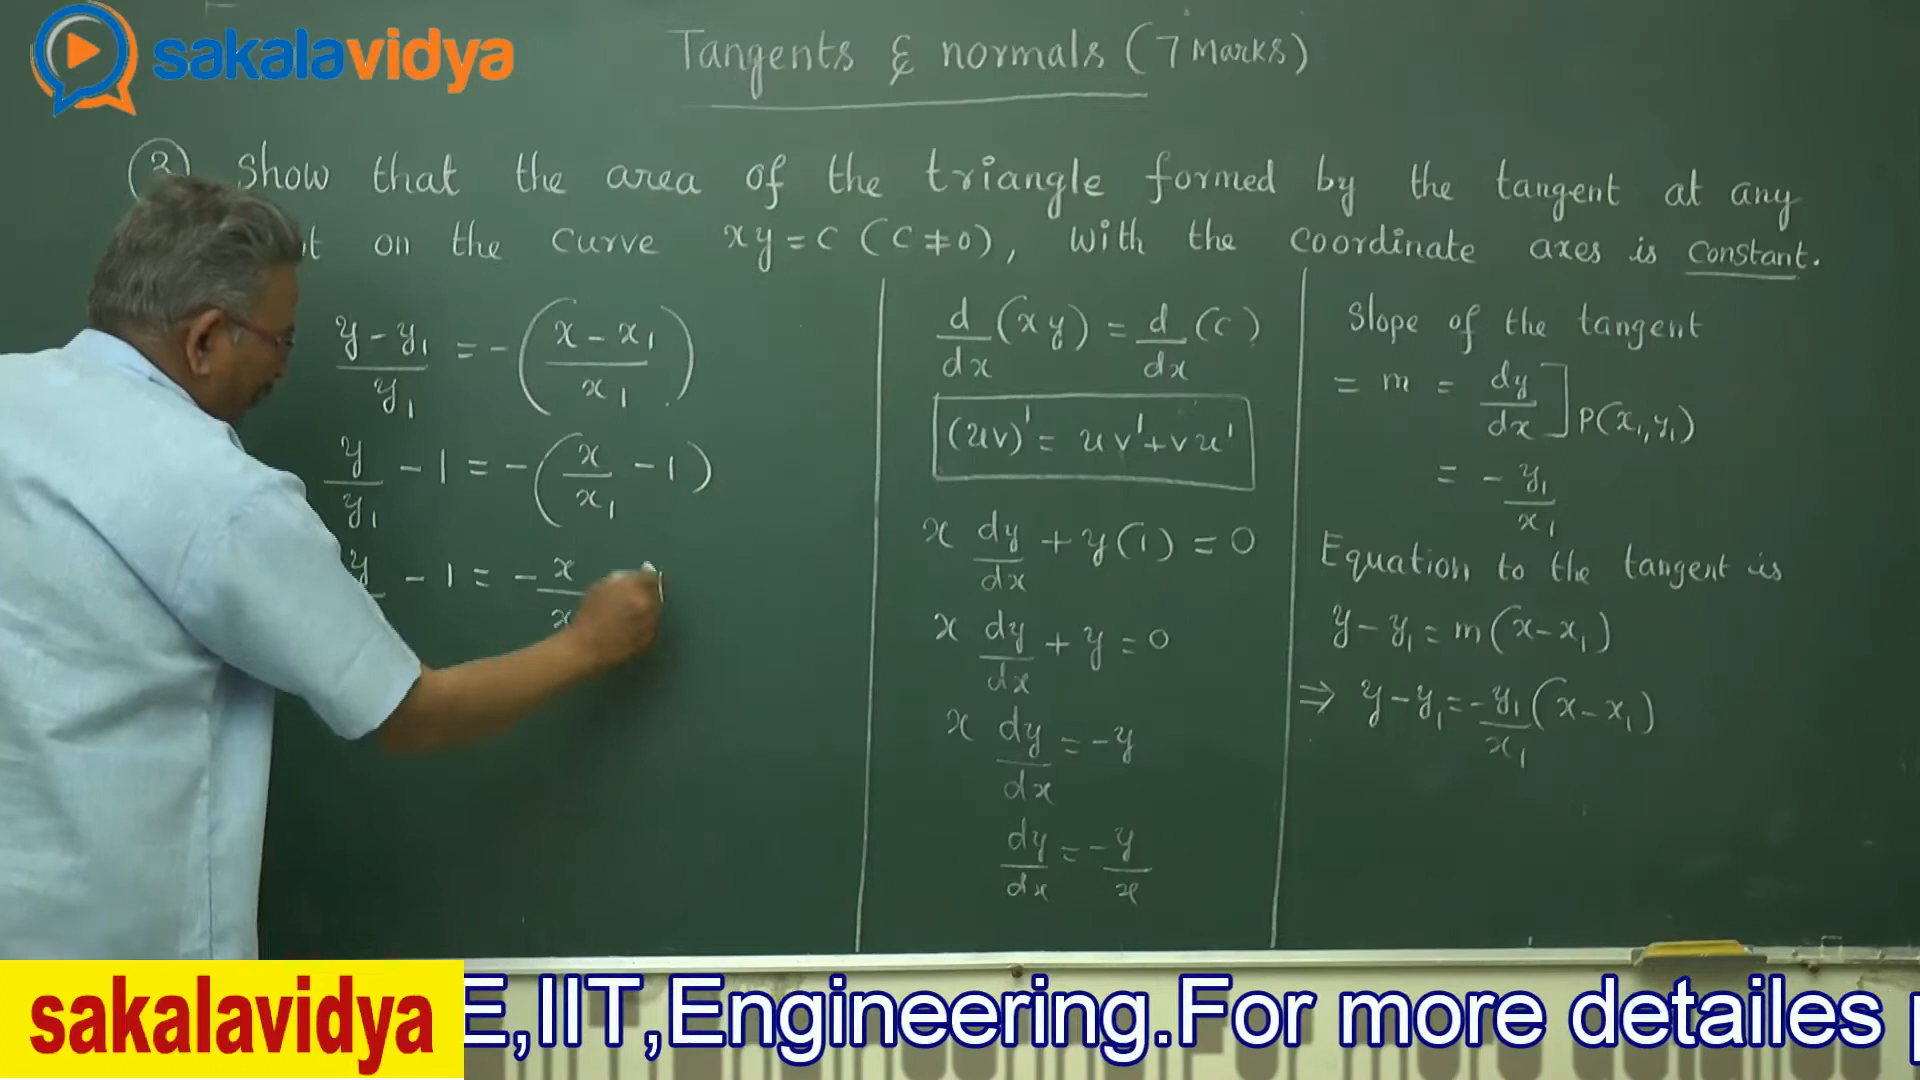 sakalavidya
Tangents & normals (7 Marks)
③ Show that the area of the triangle formed by the tangent at any
on the curve xy = c (c ≠ 0), with the coordinate axes is constant.
(y - y₁)/y₁ = -((x - x₁)/x₁)
y/y₁ - 1 = -(x/x₁ - 1)
y - 1 = - x/x
d/dx (xy) = d/dx (c)
(uv)' = uv' + vu'
x dy/dx + y(1) = 0
x dy/dx + y = 0
x dy/dx = -y
dy/dx = -y/x
Slope of the tangent
= m = dy/dx ] P(x₁, y₁)
= - y₁/x₁
Equation to the tangent is
y - y₁ = m(x - x₁)
⇒ y - y₁ = -y₁/x₁ (x - x₁)
sakalavidya
E,IIT,Engineering.For more detailes p